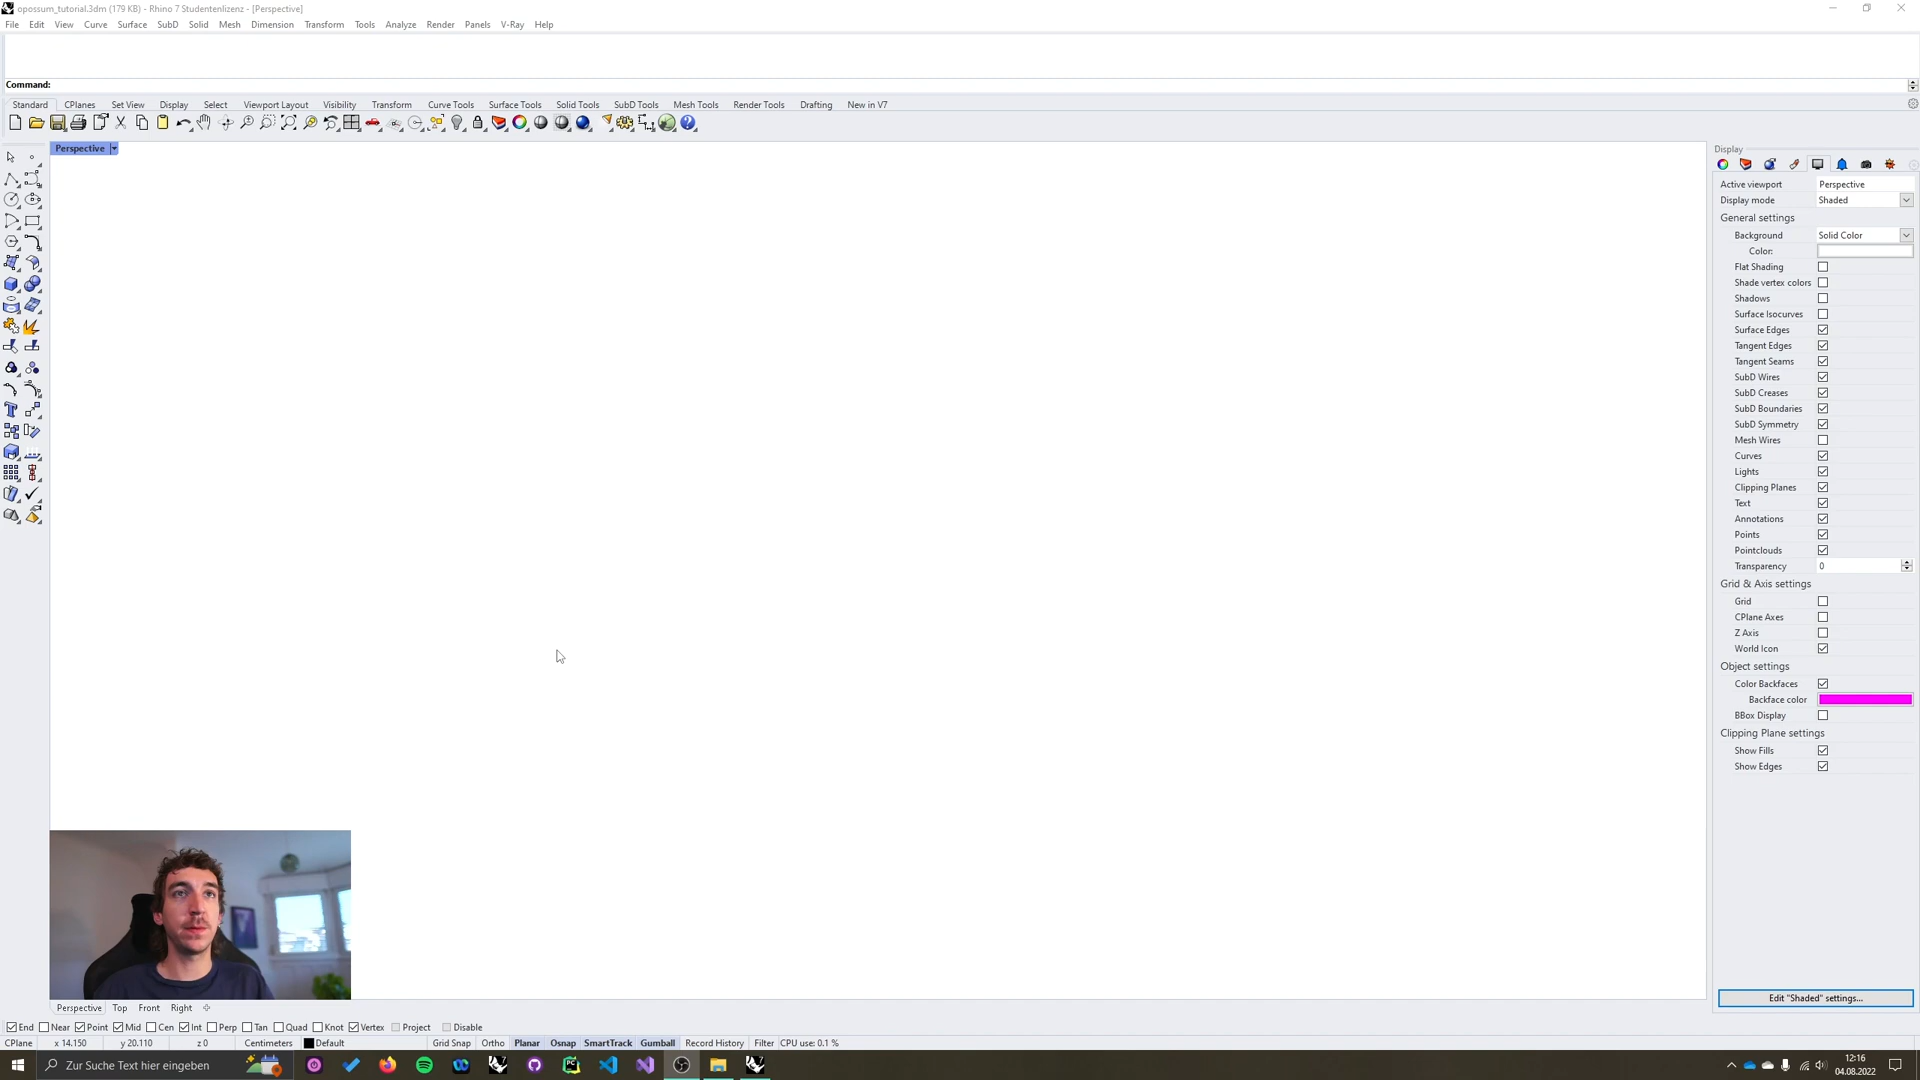 opossum_tutorial.3dm (179 KB) - Rhino 7 Studentenlizenz - [Perspective]
File Edit View Curve Surface SubD Solid Mesh Dimension Transform Tools Analyze Render Panels V-Ray Help
Command:
Standard CPlanes Set View Display Select Viewport Layout Visibility Transform Curve Tools Surface Tools Solid Tools SubD Tools Mesh Tools Render Tools Drafting New in V7
Perspective
Display
Active viewport Perspective
Display mode Shaded
General settings
Background Solid Color
Color:
Flat Shading
Shade vertex colors
Shadows
Surface Isocurves
Surface Edges
Tangent Edges
Tangent Seams
SubD Wires
SubD Creases
SubD Boundaries
SubD Symmetry
Mesh Wires
Curves
Lights
Clipping Planes
Text
Annotations
Points
Pointclouds
Transparency 0
Grid & Axis settings
Grid
CPlane Axes
Z Axis
World Icon
Object settings
Color Backfaces
Backface color
BBox Display
Clipping Plane settings
Show Fills
Show Edges
Edit "Shaded" settings...
Perspective Top Front Right
End Near Point Mid Cen Int Perp Tan Quad Knot Vertex Project Disable
CPlane x 14.150 y 20.110 z 0 Centimeters Default Grid Snap Ortho Planar Osnap SmartTrack Gumball Record History Filter CPU use: 0.1 %
Zur Suche Text hier eingeben
12:16
04.08.2022